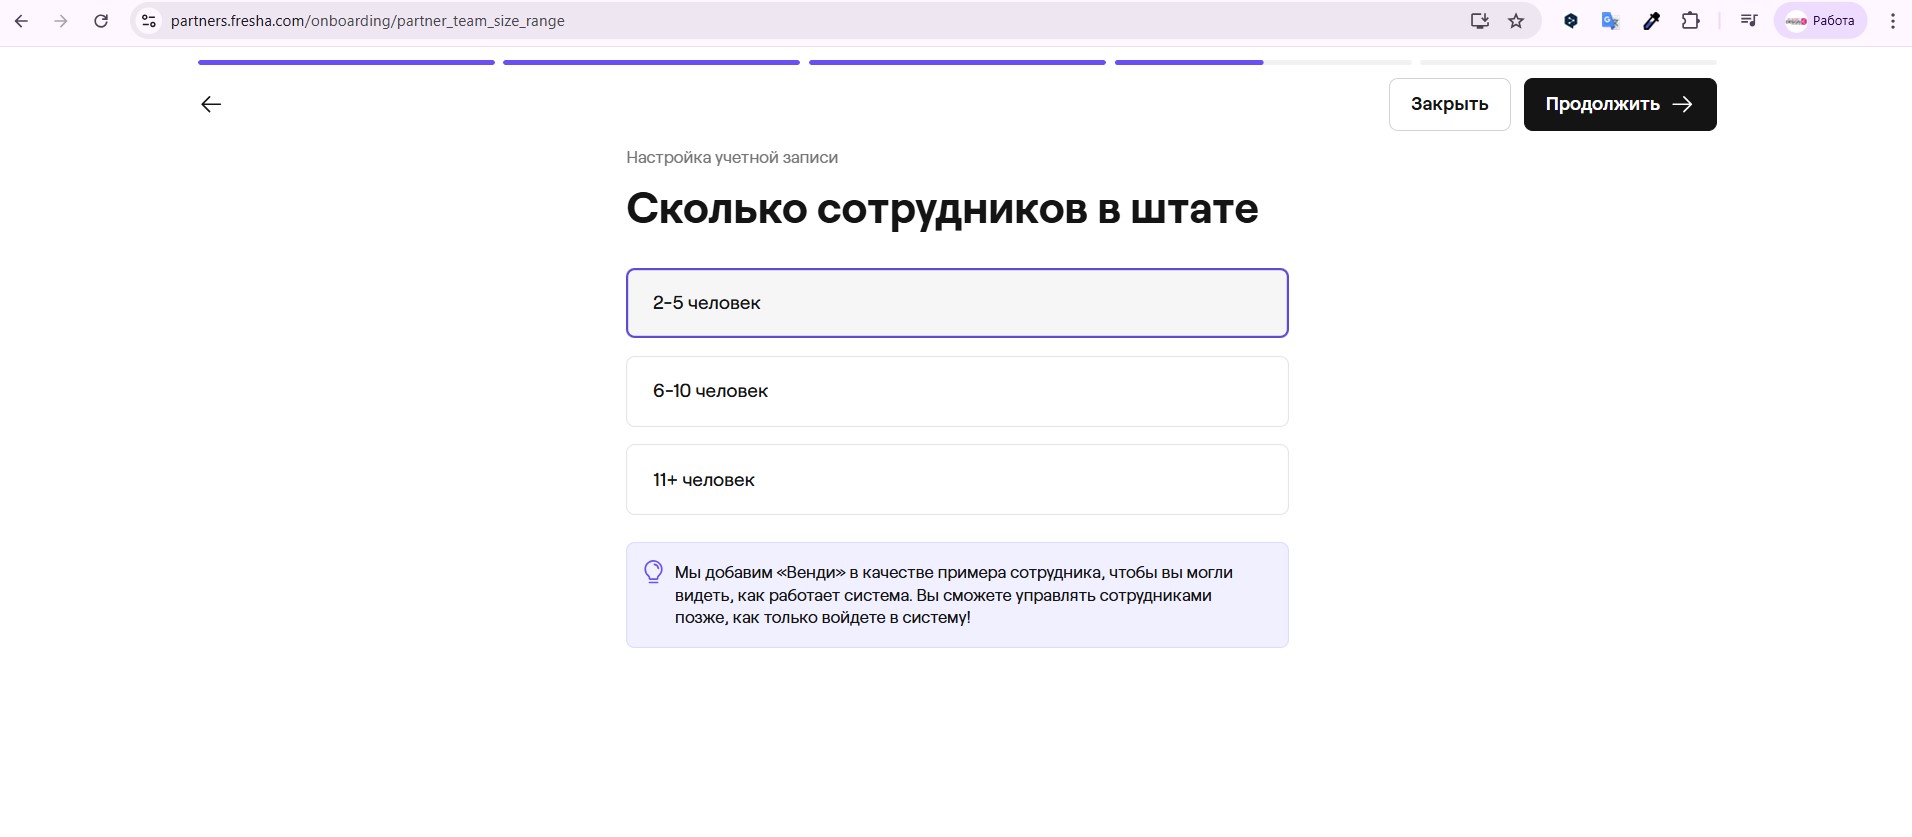 partners.fresha.com/onboarding/partner_team_size_range
Работа
Закрыть
Продолжить
Настройка учетной записи
Сколько сотрудников в штате
2-5 человек
6-10 человек
11+ человек
Мы добавим «Венди» в качестве примера сотрудника, чтобы вы могли
видеть, как работает система. Вы сможете управлять сотрудниками
позже, как только войдете в систему!